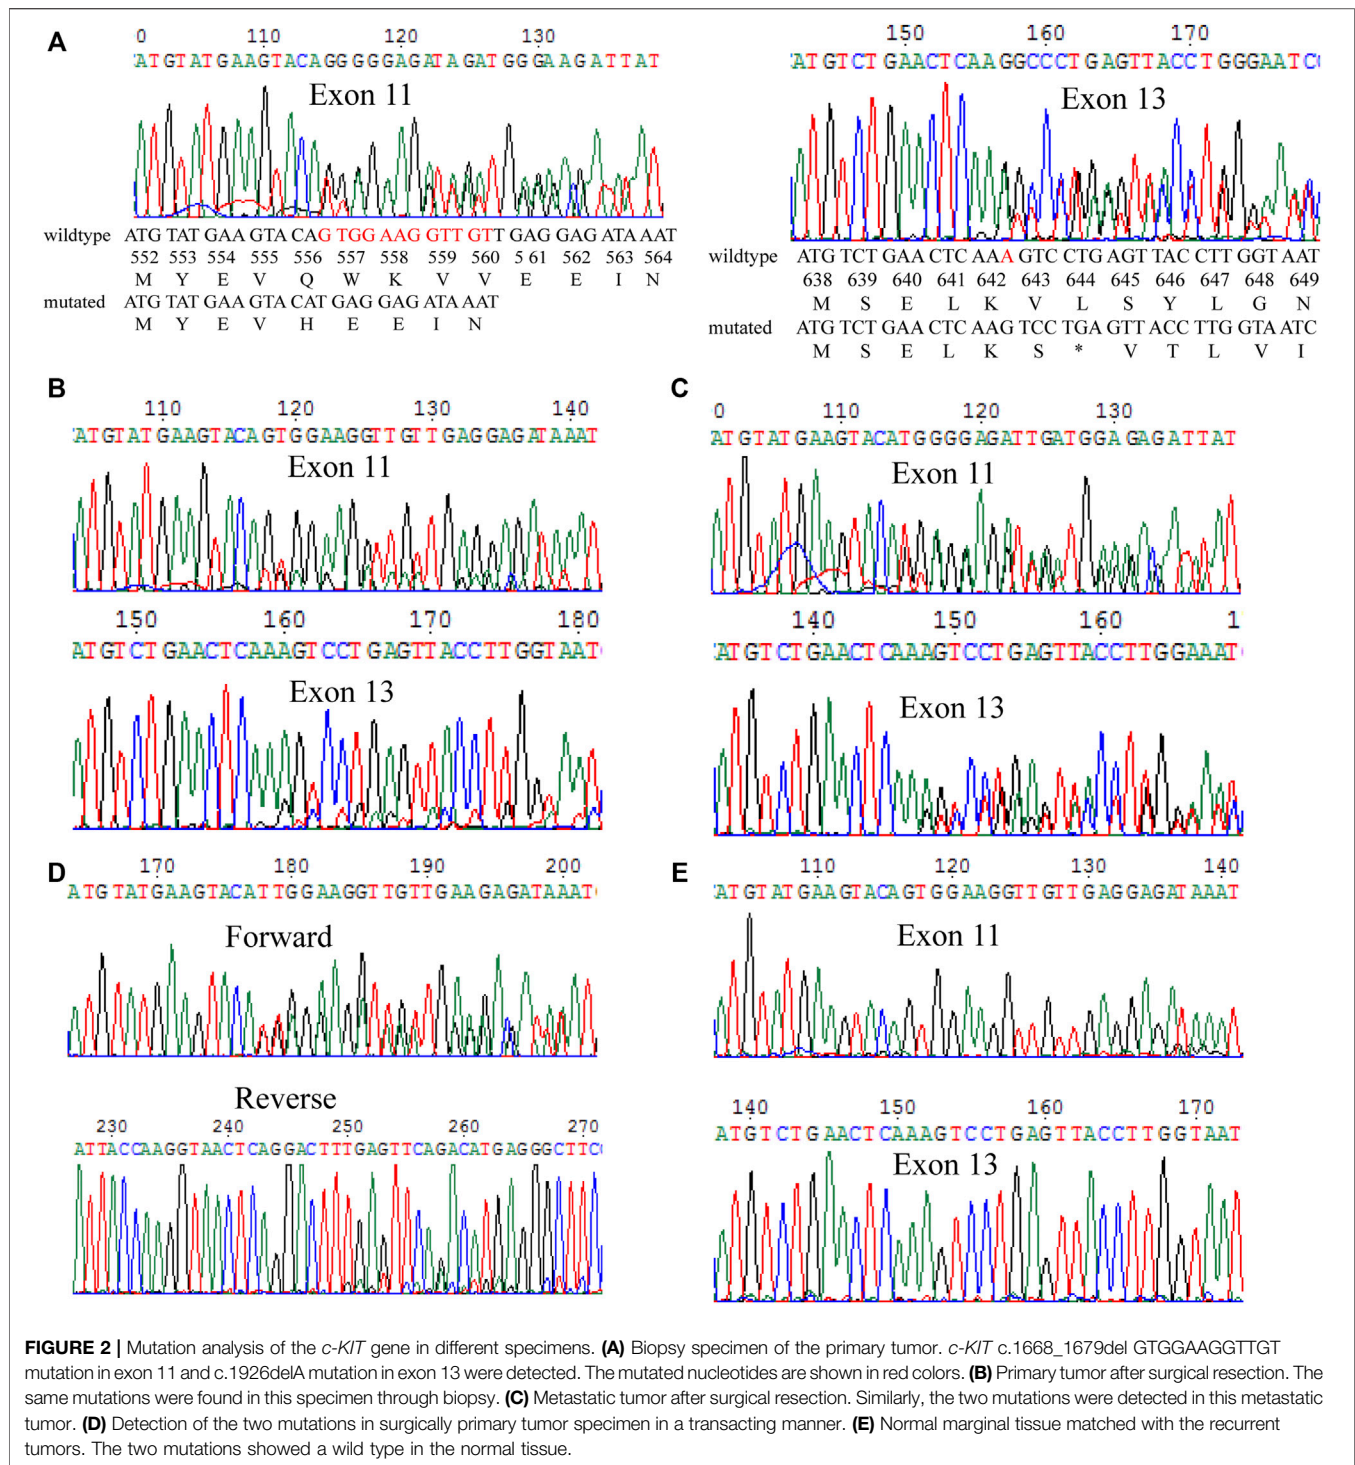 A
0 110 120 130
ATGTATGAAGTACAGGGGGAGATAGATGGGAAGATTAT
Exon 11
wildtype ATG TAT GAA GTA CAG TGG AAG GTT GTT GAG GAG ATA AAT
552 553 554 555 556 557 558 559 560 561 562 563 564
M Y E V Q W K V V E E I N
mutated ATG TAT GAA GTA CAT GAG GAG ATA AAT
M Y E V H E E I N
150 160 170
ATGTCTGAACTCAAGGCCCTGAGTTACCTGGGAATC
Exon 13
wildtype ATG TCT GAA CTC AAA GTC CTG AGT TAC CTT GGT AAT
638 639 640 641 642 643 644 645 646 647 648 649
M S E L K V L S Y L G N
mutated ATG TCT GAA CTC AAG TCC TGA GTT ACC TTG GTA ATC
M S E L K S * V T L V I
B
110 120 130 140
ATGTATGAAGTACAGTGGAAGGTTGTTGAGGAGATAAAT
Exon 11
150 160 170 180
ATGTCTGAACTCAAAGTCCTGAGTTACCTTGGTAAT
Exon 13
C
0 110 120 130
ATGTATGAAGTACATGGGGAGATTGATGGAGAGATTAT
Exon 11
140 150 160 1
ATGTCTGAACTCAAAGTCCTGAGTTACCTTGGAAAT
Exon 13
D
170 180 190 200
ATGTATGAAGTACATTGGAAGGTTGTTGAAGAGATAAAT
Forward
Reverse
230 240 250 260 270
ATTACCAAGGTAACTCAGGACTTTGAGTTCAGACATGAGGGCTTC
E
110 120 130 140
ATGTATGAAGTACAGTGGAAGGTTGTTGAGGAGATAAAT
Exon 11
140 150 160 170
ATGTCTGAACTCAAAGTCCTGAGTTACCTTGGTAAT
Exon 13
FIGURE 2 | Mutation analysis of the c-KIT gene in different specimens. (A) Biopsy specimen of the primary tumor. c-KIT c.1668_1679del GTGGAAGGTTGT
mutation in exon 11 and c.1926delA mutation in exon 13 were detected. The mutated nucleotides are shown in red colors. (B) Primary tumor after surgical resection. The
same mutations were found in this specimen through biopsy. (C) Metastatic tumor after surgical resection. Similarly, the two mutations were detected in this metastatic
tumor. (D) Detection of the two mutations in surgically primary tumor specimen in a transacting manner. (E) Normal marginal tissue matched with the recurrent
tumors. The two mutations showed a wild type in the normal tissue.